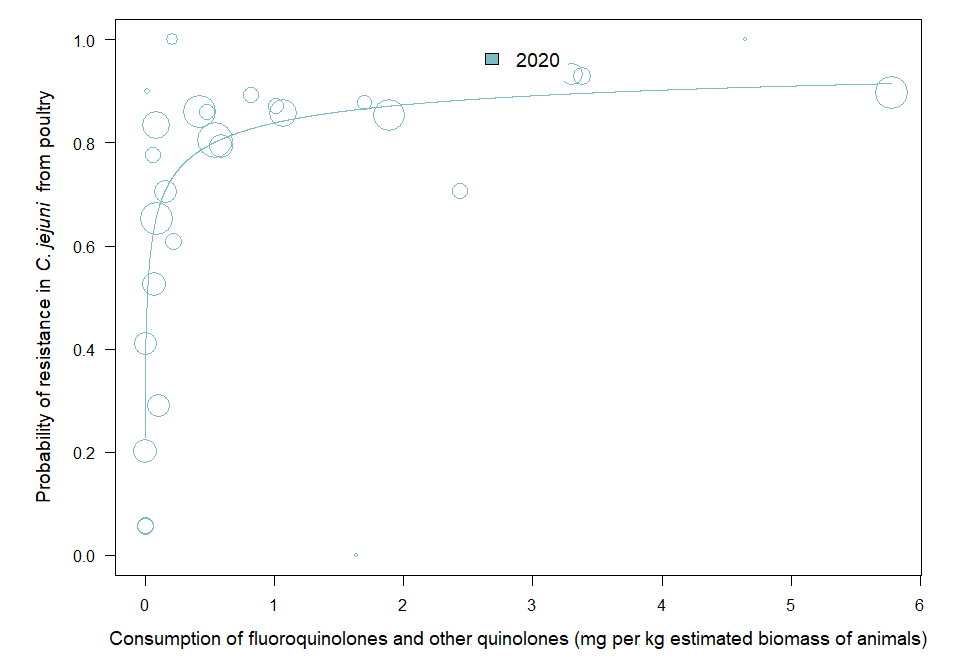 Probability of resistance in C. jejuni from poultry
1.0
0.8
0.6
0.4
0.2
0.0
2020
0 1 2 3 4 5 6
Consumption of fluoroquinolones and other quinolones (mg per kg estimated biomass of animals)